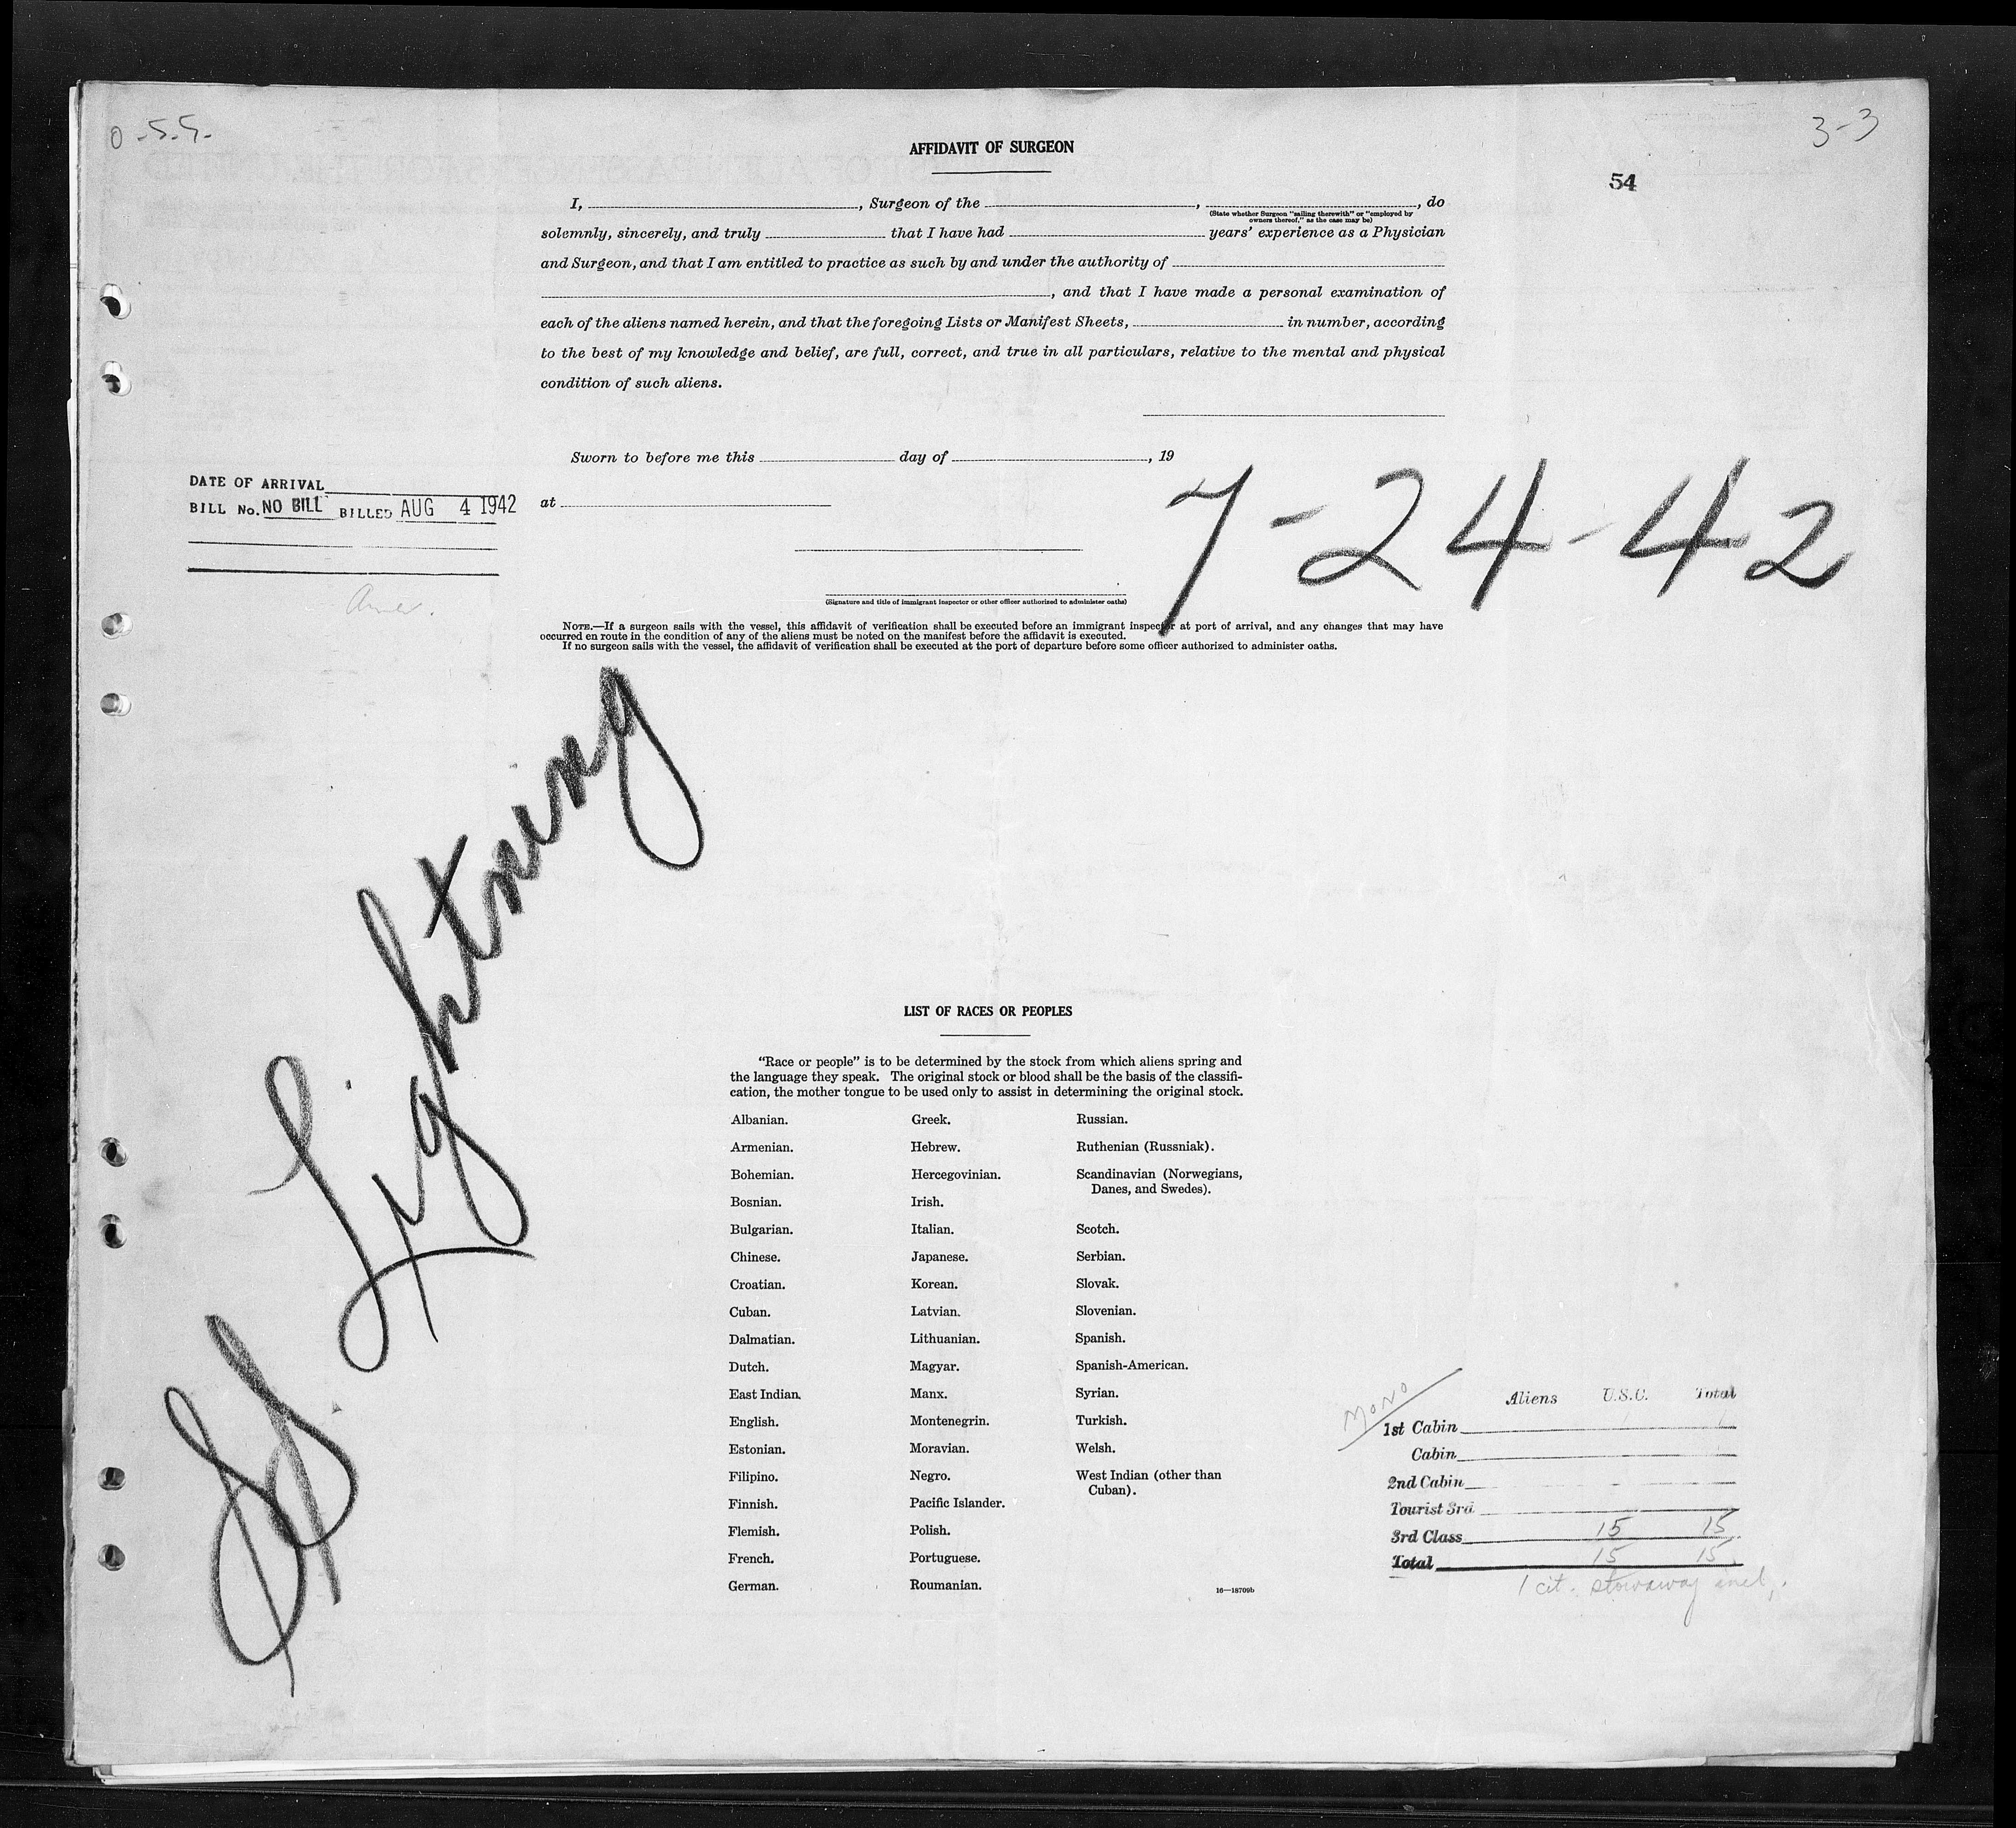 0-5.5.
3-3
54
AFFIDAVIT OF SURGEON
I, , Surgeon of the , , do
(State whether Surgeon "sailing therewith" or "employed by
owners thereof," as the case may be)
solemnly, sincerely, and truly that I have had years' experience as a Physician
and Surgeon, and that I am entitled to practice as such by and under the authority of
, and that I have made a personal examination of
each of the aliens named herein, and that the foregoing Lists or Manifest Sheets, in number, according
to the best of my knowledge and belief, are full, correct, and true in all particulars, relative to the mental and physical
condition of such aliens.
Sworn to before me this day of , 19
at
DATE OF ARRIVAL
BILL No. NO BILL BILLED AUG 4 1942
7-24-42
(Signature and title of immigrant inspector or other officer authorized to administer oaths)
NOTE.—If a surgeon sails with the vessel, this affidavit of verification shall be executed before an immigrant inspector at port of arrival, and any changes that may have
occurred en route in the condition of any of the aliens must be noted on the manifest before the affidavit is executed.
If no surgeon sails with the vessel, the affidavit of verification shall be executed at the port of departure before some officer authorized to administer oaths.
SS. Lightning
LIST OF RACES OR PEOPLES
"Race or people" is to be determined by the stock from which aliens spring and
the language they speak. The original stock or blood shall be the basis of the classifi-
cation, the mother tongue to be used only to assist in determining the original stock.
Albanian.
Armenian.
Bohemian.
Bosnian.
Bulgarian.
Chinese.
Croatian.
Cuban.
Dalmatian.
Dutch.
East Indian.
English.
Estonian.
Filipino.
Finnish.
Flemish.
French.
German.
Greek.
Hebrew.
Hercegovinian.
Irish.
Italian.
Japanese.
Korean.
Latvian.
Lithuanian.
Magyar.
Manx.
Montenegrin.
Moravian.
Negro.
Pacific Islander.
Polish.
Portuguese.
Roumanian.
Russian.
Ruthenian (Russniak).
Scandinavian (Norwegians,
Danes, and Swedes).
Scotch.
Serbian.
Slovak.
Slovenian.
Spanish.
Spanish-American.
Syrian.
Turkish.
Welsh.
West Indian (other than
Cuban).
16—18709b
MONO
Aliens U.S.C. Total
1st Cabin
Cabin
2nd Cabin
Tourist 3rd
3rd Class 15 15
Total 15 15
1 cit. stowaway incl.